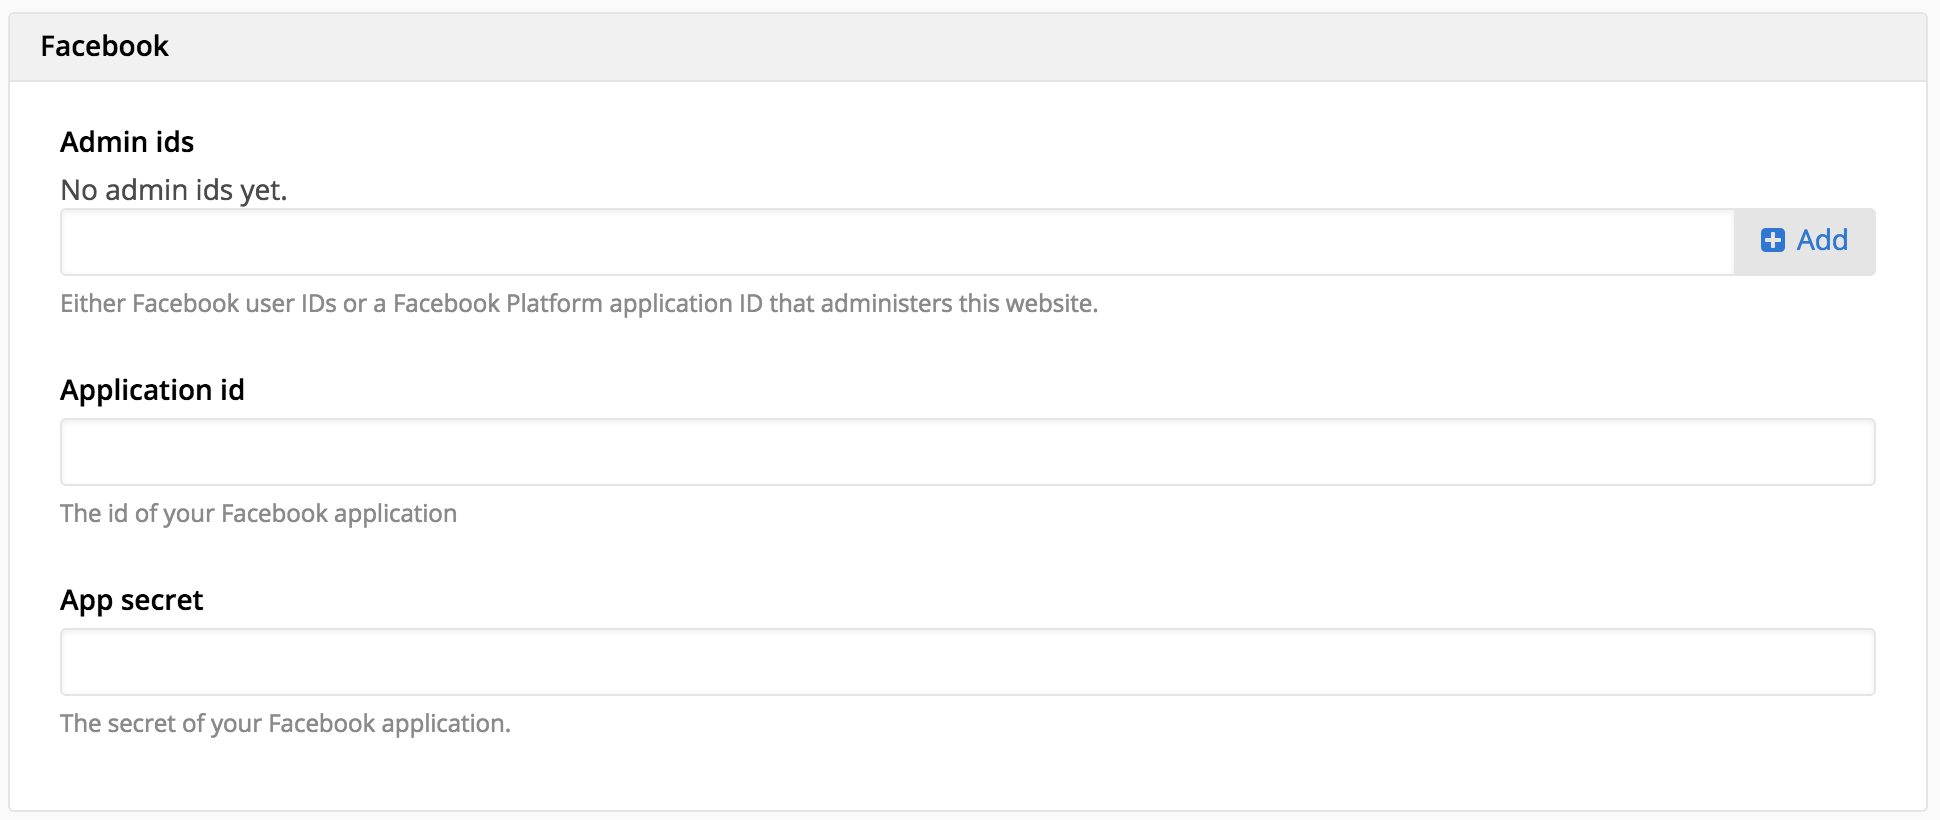 Facebook
Admin ids
No admin ids yet.
Add
Either Facebook user IDs or a Facebook Platform application ID that administers this website.
Application id
The id of your Facebook application
App secret
The secret of your Facebook application.